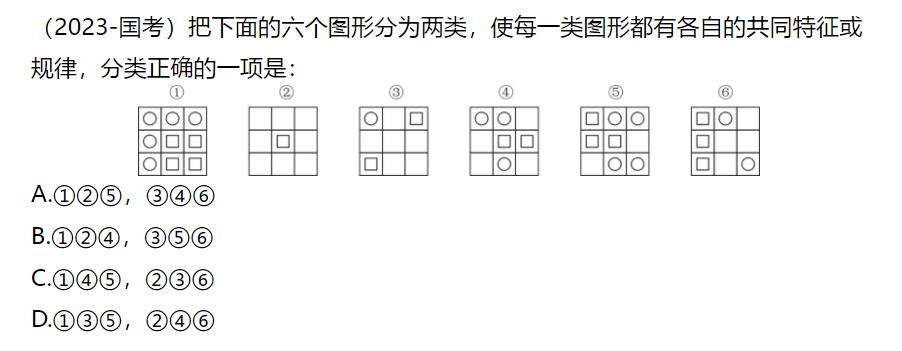 （2023-国考）把下面的六个图形分为两类，使每一类图形都有各自的共同特征或
规律，分类正确的一项是：
① ② ③ ④ ⑤ ⑥
A.①②⑤，③④⑥
B.①②④，③⑤⑥
C.①④⑤，②③⑥
D.①③⑤，②④⑥